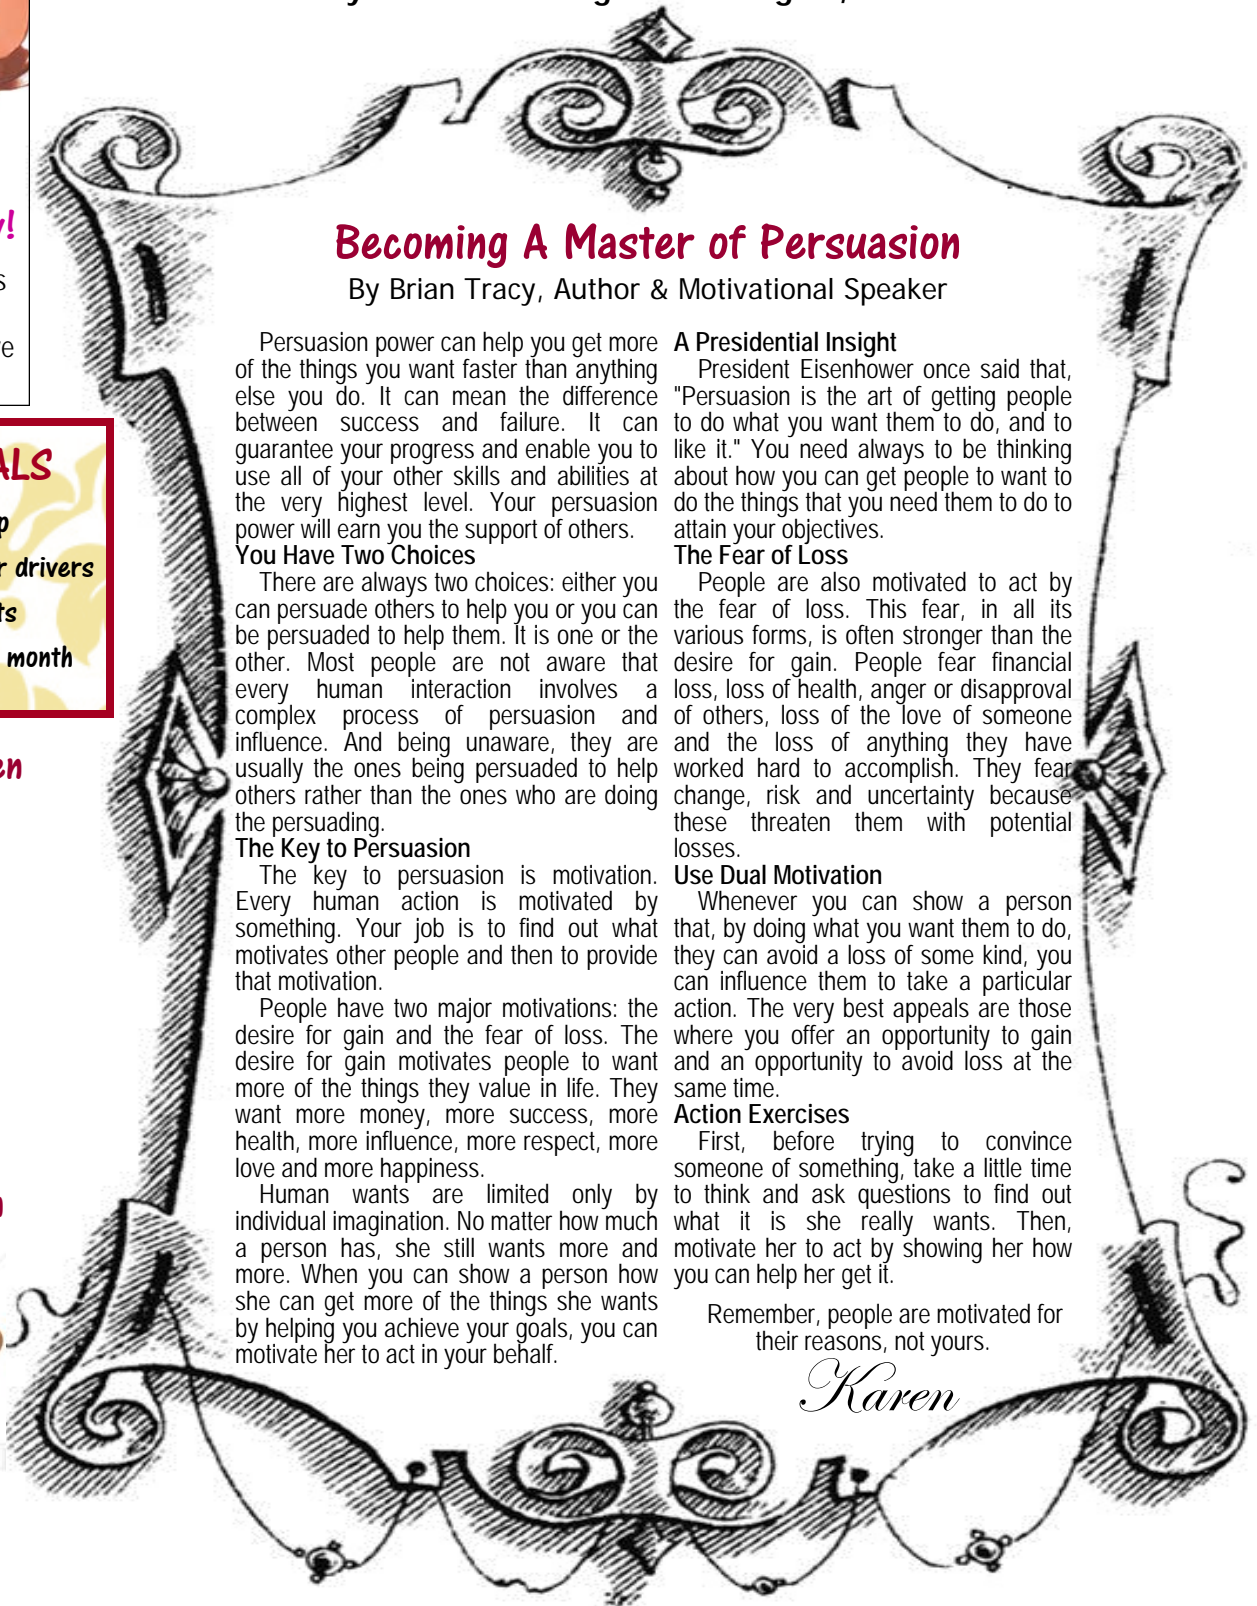 y!
s
e
ALS
p
r drivers
ts
month
en
Becoming A Master of Persuasion
By Brian Tracy, Author & Motivational Speaker
Persuasion power can help you get more
of the things you want faster than anything
else you do. It can mean the difference
between success and failure. It can
guarantee your progress and enable you to
use all of your other skills and abilities at
the very highest level. Your persuasion
power will earn you the support of others.
You Have Two Choices
There are always two choices: either you
can persuade others to help you or you can
be persuaded to help them. It is one or the
other. Most people are not aware that
every human interaction involves a
complex process of persuasion and
influence. And being unaware, they are
usually the ones being persuaded to help
others rather than the ones who are doing
the persuading.
The Key to Persuasion
The key to persuasion is motivation.
Every human action is motivated by
something. Your job is to find out what
motivates other people and then to provide
that motivation.
People have two major motivations: the
desire for gain and the fear of loss. The
desire for gain motivates people to want
more of the things they value in life. They
want more money, more success, more
health, more influence, more respect, more
love and more happiness.
Human wants are limited only by
individual imagination. No matter how much
a person has, she still wants more and
more. When you can show a person how
she can get more of the things she wants
by helping you achieve your goals, you can
motivate her to act in your behalf.
A Presidential Insight
President Eisenhower once said that,
"Persuasion is the art of getting people
to do what you want them to do, and to
like it." You need always to be thinking
about how you can get people to want to
do the things that you need them to do to
attain your objectives.
The Fear of Loss
People are also motivated to act by
the fear of loss. This fear, in all its
various forms, is often stronger than the
desire for gain. People fear financial
loss, loss of health, anger or disapproval
of others, loss of the love of someone
and the loss of anything they have
worked hard to accomplish. They fear
change, risk and uncertainty because
these threaten them with potential
losses.
Use Dual Motivation
Whenever you can show a person
that, by doing what you want them to do,
they can avoid a loss of some kind, you
can influence them to take a particular
action. The very best appeals are those
where you offer an opportunity to gain
and an opportunity to avoid loss at the
same time.
Action Exercises
First, before trying to convince
someone of something, take a little time
to think and ask questions to find out
what it is she really wants. Then,
motivate her to act by showing her how
you can help her get it.
Remember, people are motivated for
their reasons, not yours.
Karen